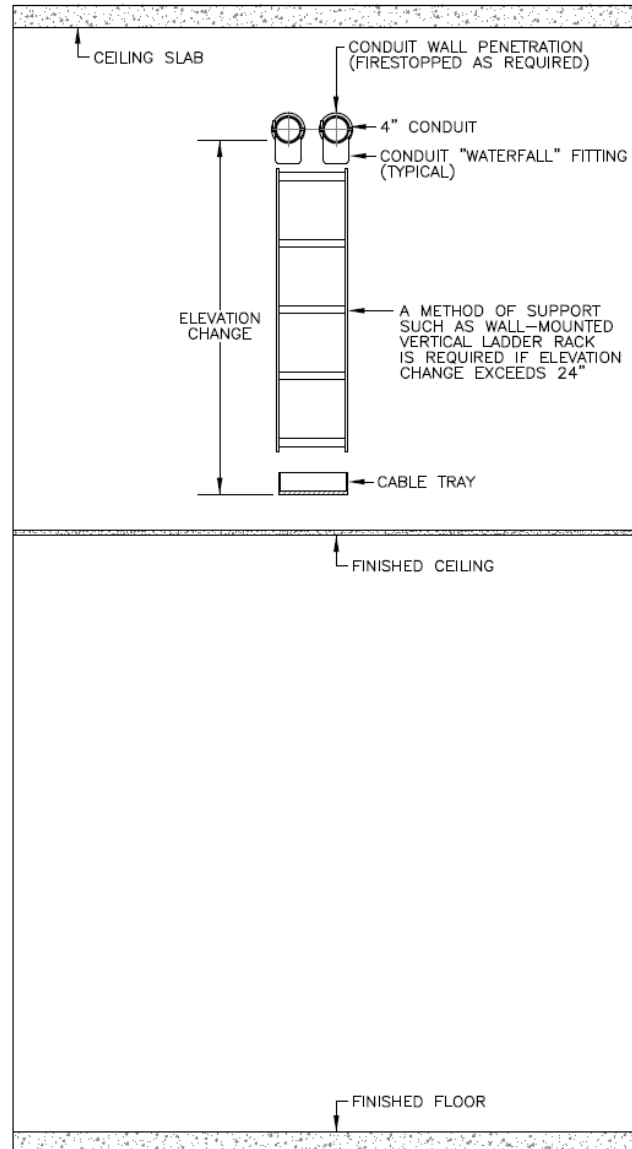 CEILING SLAB
CONDUIT WALL PENETRATION
(FIRESTOPPED AS REQUIRED)
4" CONDUIT
CONDUIT "WATERFALL" FITTING
(TYPICAL)
ELEVATION
CHANGE
A METHOD OF SUPPORT
SUCH AS WALL–MOUNTED
VERTICAL LADDER RACK
IS REQUIRED IF ELEVATION
CHANGE EXCEEDS 24"
CABLE TRAY
FINISHED CEILING
FINISHED FLOOR